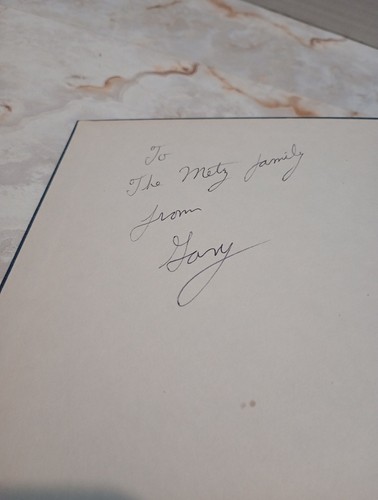 To
The Metz family
from
Gary